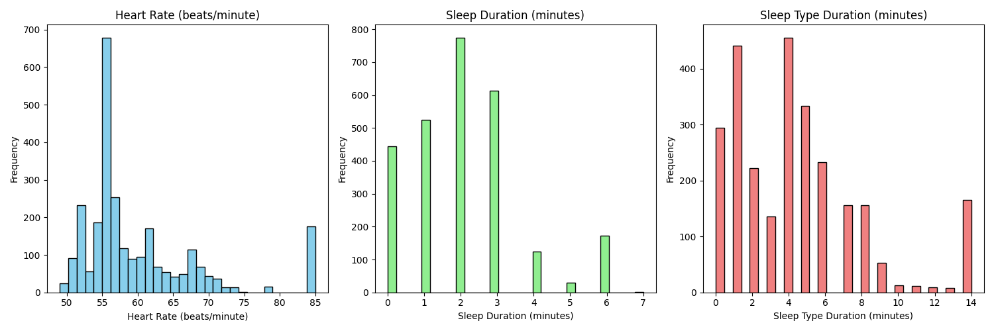 Heart Rate (beats/minute)
Frequency
700
600
500
400
300
200
100
0
50 55 60 65 70 75 80 85
Heart Rate (beats/minute)
Sleep Duration (minutes)
Frequency
800
700
600
500
400
300
200
100
0
0 1 2 3 4 5 6 7
Sleep Duration (minutes)
Sleep Type Duration (minutes)
Frequency
400
300
200
100
0
0 2 4 6 8 10 12 14
Sleep Type Duration (minutes)